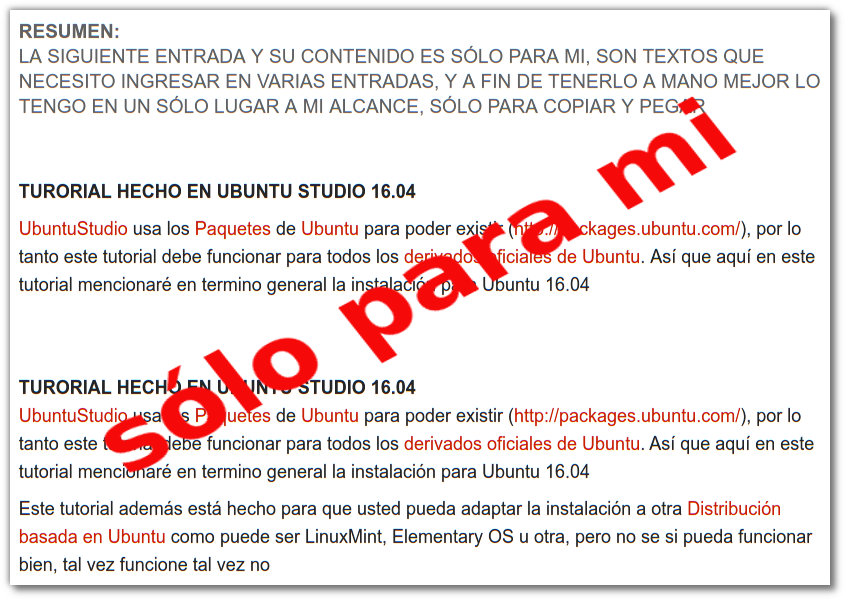 RESUMEN:
LA SIGUIENTE ENTRADA Y SU CONTENIDO ES SÓLO PARA MI, SON TEXTOS QUE
NECESITO INGRESAR EN VARIAS ENTRADAS, Y A FIN DE TENERLO A MANO MEJOR LO
TENGO EN UN SÓLO LUGAR A MI ALCANCE, SÓLO PARA COPIAR Y PEGAR
TURORIAL HECHO EN UBUNTU STUDIO 16.04
UbuntuStudio usa los Paquetes de Ubuntu para poder existir (http://packages.ubuntu.com/), por lo
tanto este tutorial debe funcionar para todos los derivados oficiales de Ubuntu. Así que aquí en este
tutorial mencionaré en termino general la instalación para Ubuntu 16.04
sólo para mi
TURORIAL HECHO EN UBUNTU STUDIO 16.04
UbuntuStudio usa los Paquetes de Ubuntu para poder existir (http://packages.ubuntu.com/), por lo
tanto este tutorial debe funcionar para todos los derivados oficiales de Ubuntu. Así que aquí en este
tutorial mencionaré en termino general la instalación para Ubuntu 16.04
Este tutorial además está hecho para que usted pueda adaptar la instalación a otra Distribución
basada en Ubuntu como puede ser LinuxMint, Elementary OS u otra, pero no se si pueda funcionar
bien, tal vez funcione tal vez no